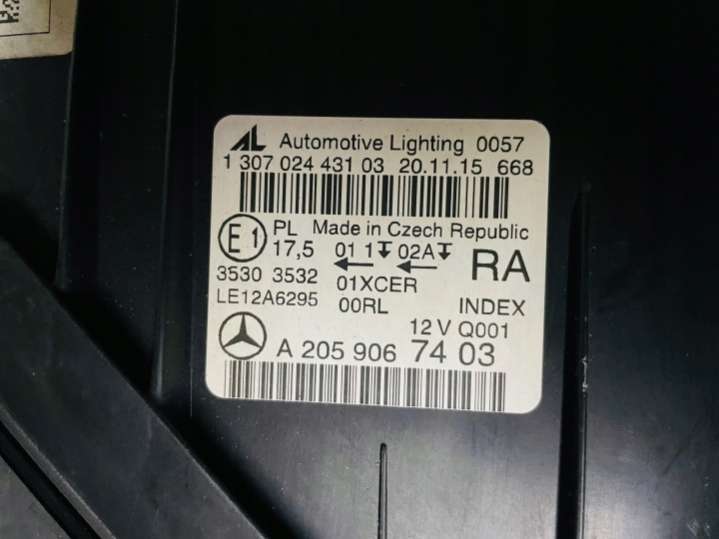 AL Automotive Lighting 0057
1 307 024 431 03 20.11.15 668
E1 PL Made in Czech Republic
17,5 01 1 02A
RA
3530 3532 01XCER
LE12A6295 00RL INDEX
12 V Q001
A 205 906 74 03